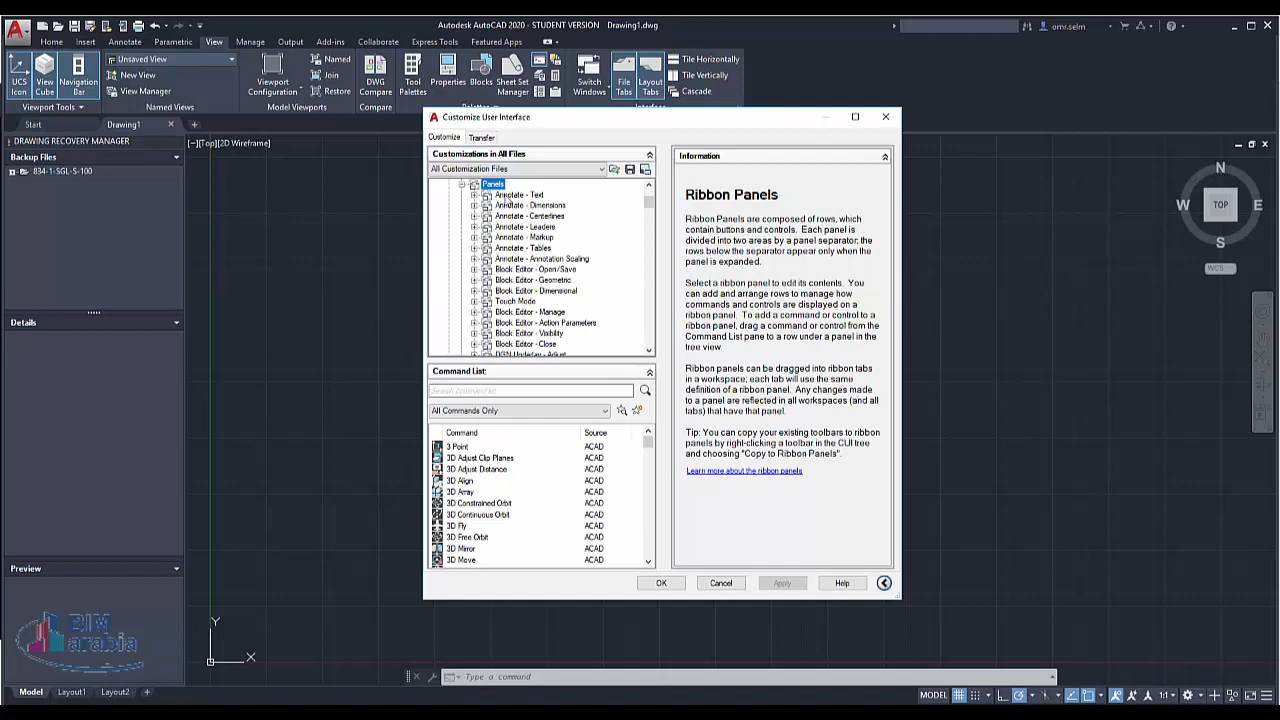 Autodesk AutoCAD 2020 - STUDENT VERSION Drawing1.dwg
omr.selm
Home Insert Annotate Parametric View Manage Output Add-ins Collaborate Express Tools Featured Apps
UCS Icon
View Cube
Navigation Bar
Viewport Tools
Unsaved View
New View
View Manager
Named Views
Viewport Configuration
Named
Join
Restore
Model Viewports
DWG Compare
Compare
Tool Palettes
Properties
Blocks
Sheet Set Manager
Switch Windows
File Tabs
Layout Tabs
Tile Horizontally
Tile Vertically
Cascade
Start
Drawing1
DRAWING RECOVERY MANAGER
Backup Files
834-1-SGL-S-100
Details
Preview
BIM
arabia
[−][Top][2D Wireframe]
Customize User Interface
Customize Transfer
Customizations in All Files
All Customization Files
Panels
Annotate - Text
Annotate - Dimensions
Annotate - Centerlines
Annotate - Leaders
Annotate - Markup
Annotate - Tables
Annotate - Annotation Scaling
Block Editor - Open/Save
Block Editor - Geometric
Block Editor - Dimensional
Touch Mode
Block Editor - Manage
Block Editor - Action Parameters
Block Editor - Visibility
Block Editor - Close
DGN Underlay - Adjust
Command List:
Search command list
All Commands Only
Command Source
3 Point ACAD
3D Adjust Clip Planes ACAD
3D Adjust Distance ACAD
3D Align ACAD
3D Array ACAD
3D Constrained Orbit ACAD
3D Continuous Orbit ACAD
3D Fly ACAD
3D Free Orbit ACAD
3D Mirror ACAD
3D Move ACAD
Information
Ribbon Panels
Ribbon Panels are composed of rows, which
contain buttons and controls. Each panel is
divided into two areas by a panel separator; the
rows below the separator appear only when the
panel is expanded.
Select a ribbon panel to edit its contents. You
can add and arrange rows to manage how
commands and controls are displayed on a
ribbon panel. To add a command or control to a
ribbon panel, drag a command or control from the
Command List pane to a row under a panel in the
tree view.
Ribbon panels can be dragged into ribbon tabs
in a workspace; each tab will use the same
definition of a ribbon panel. Any changes made
to a panel are reflected in all workspaces (and all
tabs) that have that panel.
Tip: You can copy your existing toolbars to ribbon
panels by right-clicking a toolbar in the CUI tree
and choosing "Copy to Ribbon Panels".
Learn more about the ribbon panels
OK Cancel Apply Help
N
W TOP E
S
WCS
Y
X
Type a command
Model Layout1 Layout2 +
MODEL
1:1